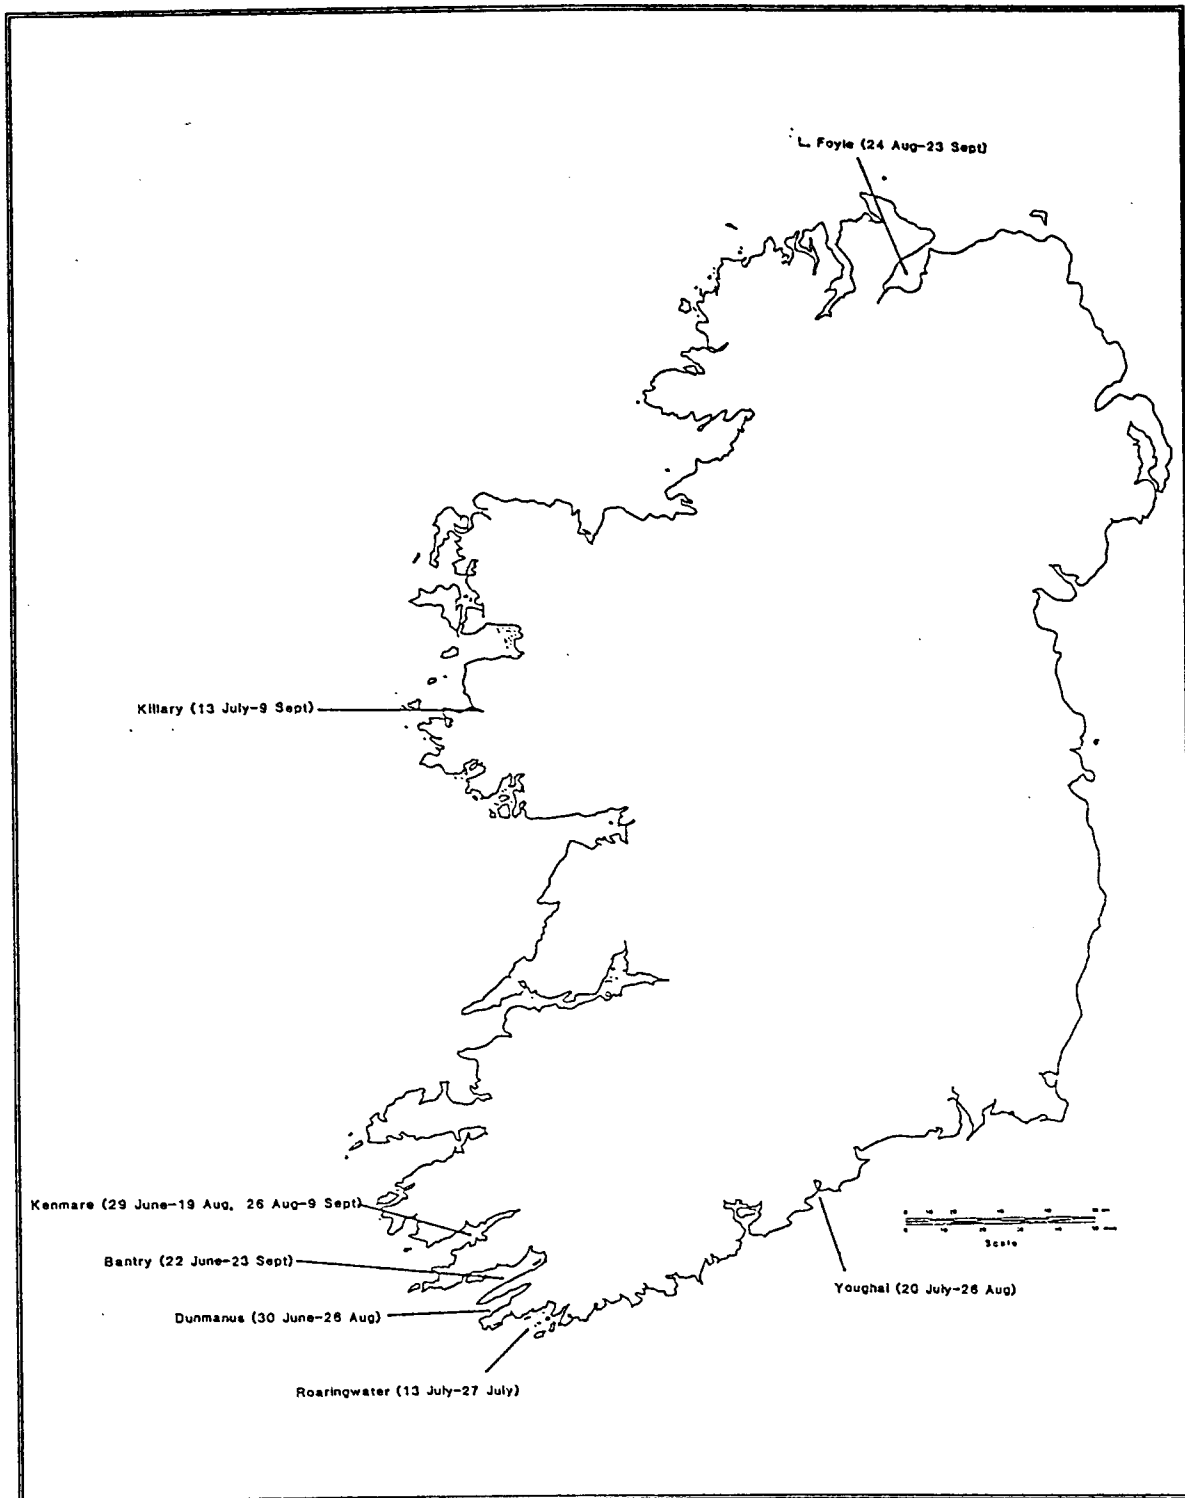 L. Foyle (24 Aug-23 Sept)
Killary (13 July-9 Sept)
Kenmare (29 June-19 Aug, 26 Aug-9 Sept)
Bantry (22 June-23 Sept)
Youghal (20 July-26 Aug)
Dunmanus (30 June-26 Aug)
Roaringwater (13 July-27 July)
Scale